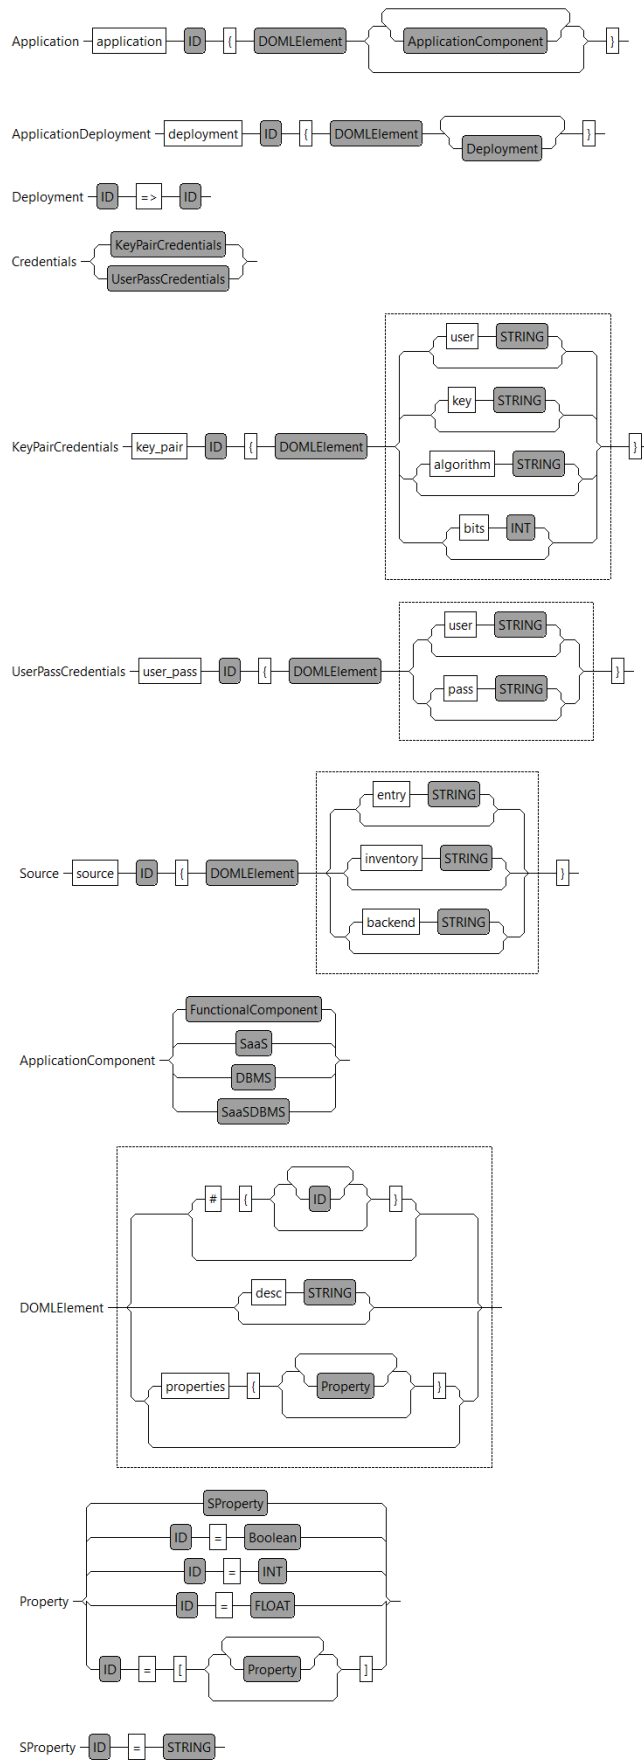 Application application ID { DOMLElement ApplicationComponent }
ApplicationDeployment deployment ID { DOMLElement Deployment }
Deployment ID => ID
Credentials KeyPairCredentials
UserPassCredentials
user STRING
key STRING
KeyPairCredentials key_pair ID { DOMLElement }
algorithm STRING
bits INT
user STRING
UserPassCredentials user_pass ID { DOMLElement }
pass STRING
entry STRING
inventory STRING
Source source ID { DOMLElement }
backend STRING
FunctionalComponent
SaaS
ApplicationComponent
DBMS
SaaSDBMS
# { ID }
desc STRING
DOMLElement
properties { Property }
SProperty
ID = Boolean
ID = INT
Property
ID = FLOAT
ID = [ Property ]
SProperty ID = STRING